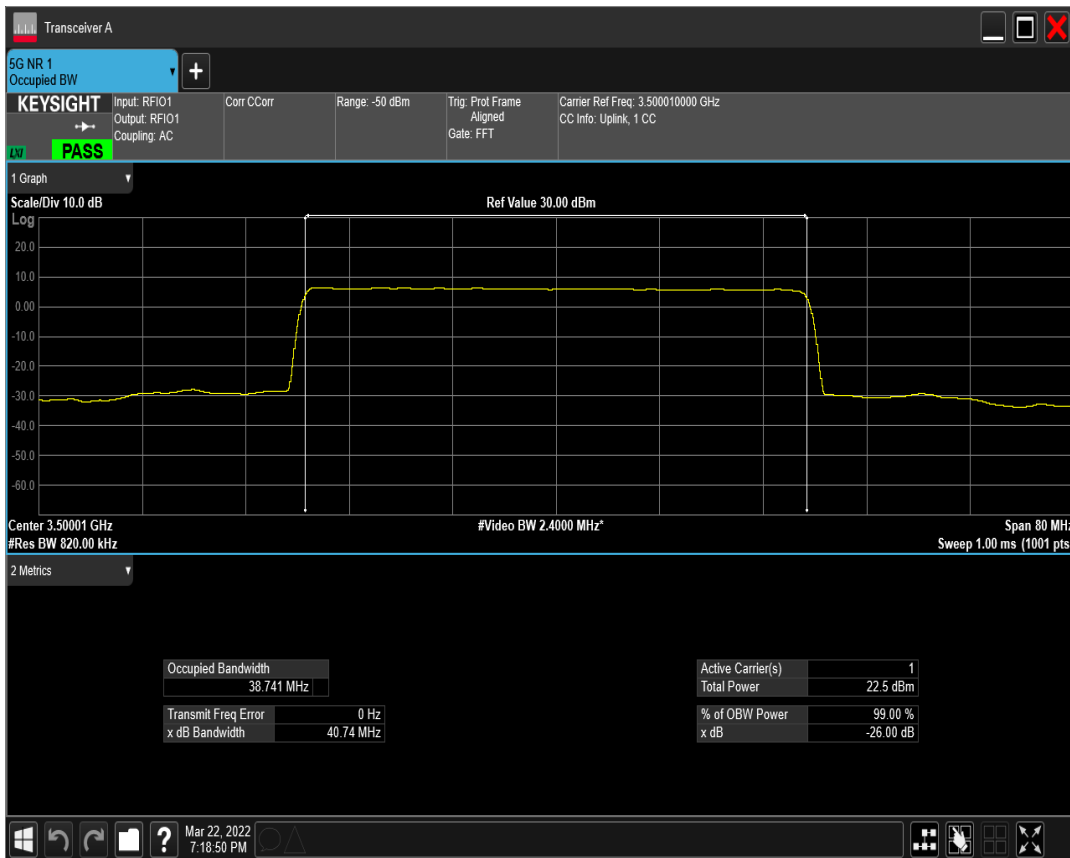 Transceiver A
5G NR 1
Occupied BW
+
KEYSIGHT
LXI
PASS
Input: RFIO1
Output: RFIO1
Coupling: AC
Corr CCorr
Range: -50 dBm
Trig: Prot Frame
Aligned
Gate: FFT
Carrier Ref Freq: 3.500010000 GHz
CC Info: Uplink, 1 CC
1 Graph
Scale/Div 10.0 dB
Ref Value 30.00 dBm
Log
20.0
10.0
0.00
-10.0
-20.0
-30.0
-40.0
-50.0
-60.0
Center 3.50001 GHz
#Video BW 2.4000 MHz*
Span 80 MHz
#Res BW 820.00 kHz
Sweep 1.00 ms (1001 pts
2 Metrics
Occupied Bandwidth
38.741 MHz
Transmit Freq Error 0 Hz
x dB Bandwidth 40.74 MHz
Active Carrier(s) 1
Total Power 22.5 dBm
% of OBW Power 99.00 %
x dB -26.00 dB
?
Mar 22, 2022
7:18:50 PM